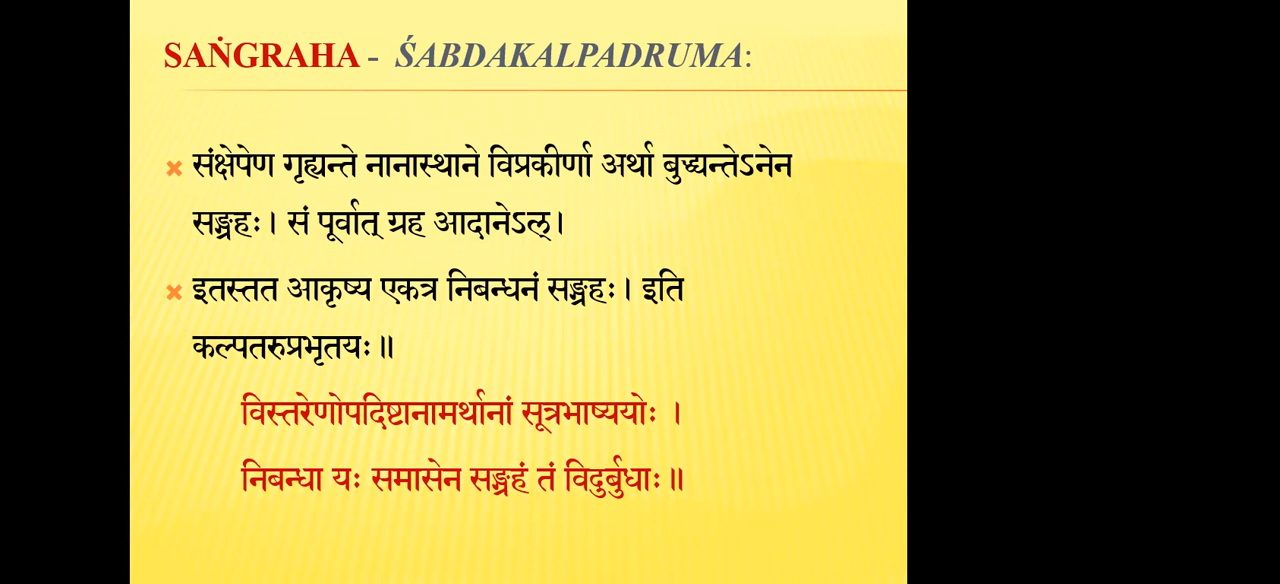 SAṄGRAHA - ŚABDAKALPADRUMA:
संक्षेपेण गृह्यन्ते नानास्थाने विप्रकीर्णा अर्था बुद्ध्यन्तेऽनेन
सङ्ग्रहः। सं पूर्वात् ग्रह आदानेऽल्।
इतस्तत आकृष्य एकत्र निबन्धनं सङ्ग्रहः। इति
कल्पतरुप्रभृतयः॥
विस्तरेणोपदिष्टानामर्थानां सूत्रभाष्ययोः ।
निबन्धा यः समासेन सङ्ग्रहं तं विदुर्बुधाः॥